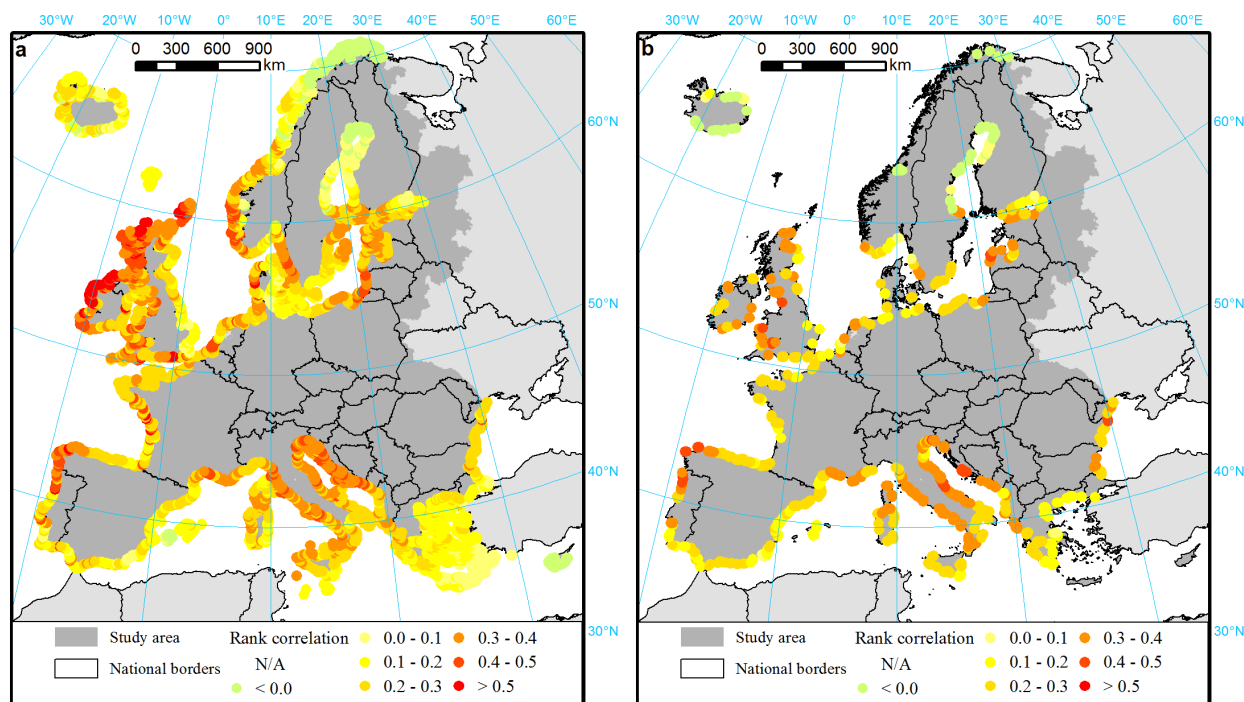 30°W 20°W 10°W 0° 10°E 20°E 30°E 40°E 50°E 60°E
a
Study
0 300 600 900
km
60°N
50°N
40°N
30°N
Study area
National borders
Rank correlation
N/A
< 0.0
0.0 - 0.1
0.1 - 0.2
0.2 - 0.3
0.3 - 0.4
0.4 - 0.5
> 0.5
30°W 20°W 10°W 0° 10°E 20°E 30°E 40°E 50°E 60°E
b
0 300 600 900
km
60°N
50°N
40°N
30°N
Study area
National borders
Rank correlation
N/A
< 0.0
0.0 - 0.1
0.1 - 0.2
0.2 - 0.3
0.3 - 0.4
0.4 - 0.5
> 0.5